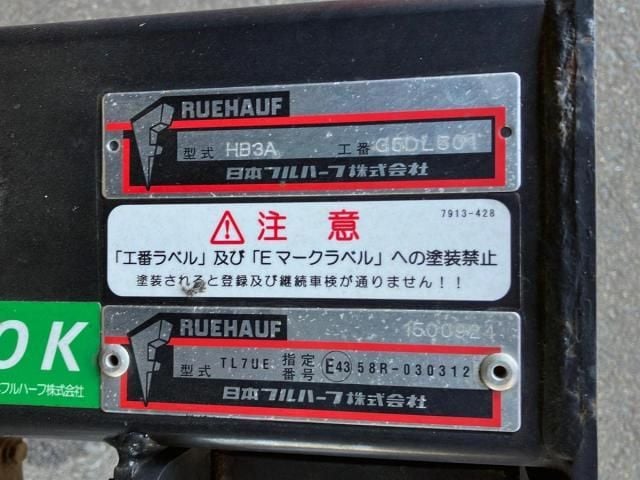 RUEHAUF
型式 HB3A 工番
日本フルハーフ株式会社
7913-428
注意
「工番ラベル」及び「Eマークラベル」への塗装禁止
塗装されると登録及び継続車検が通りません!!
RUEHAUF
1500924
型式 TL7UE 指定番号 E43 58R-030312
日本フルハーフ株式会社
OK
本フルハーフ株式会社